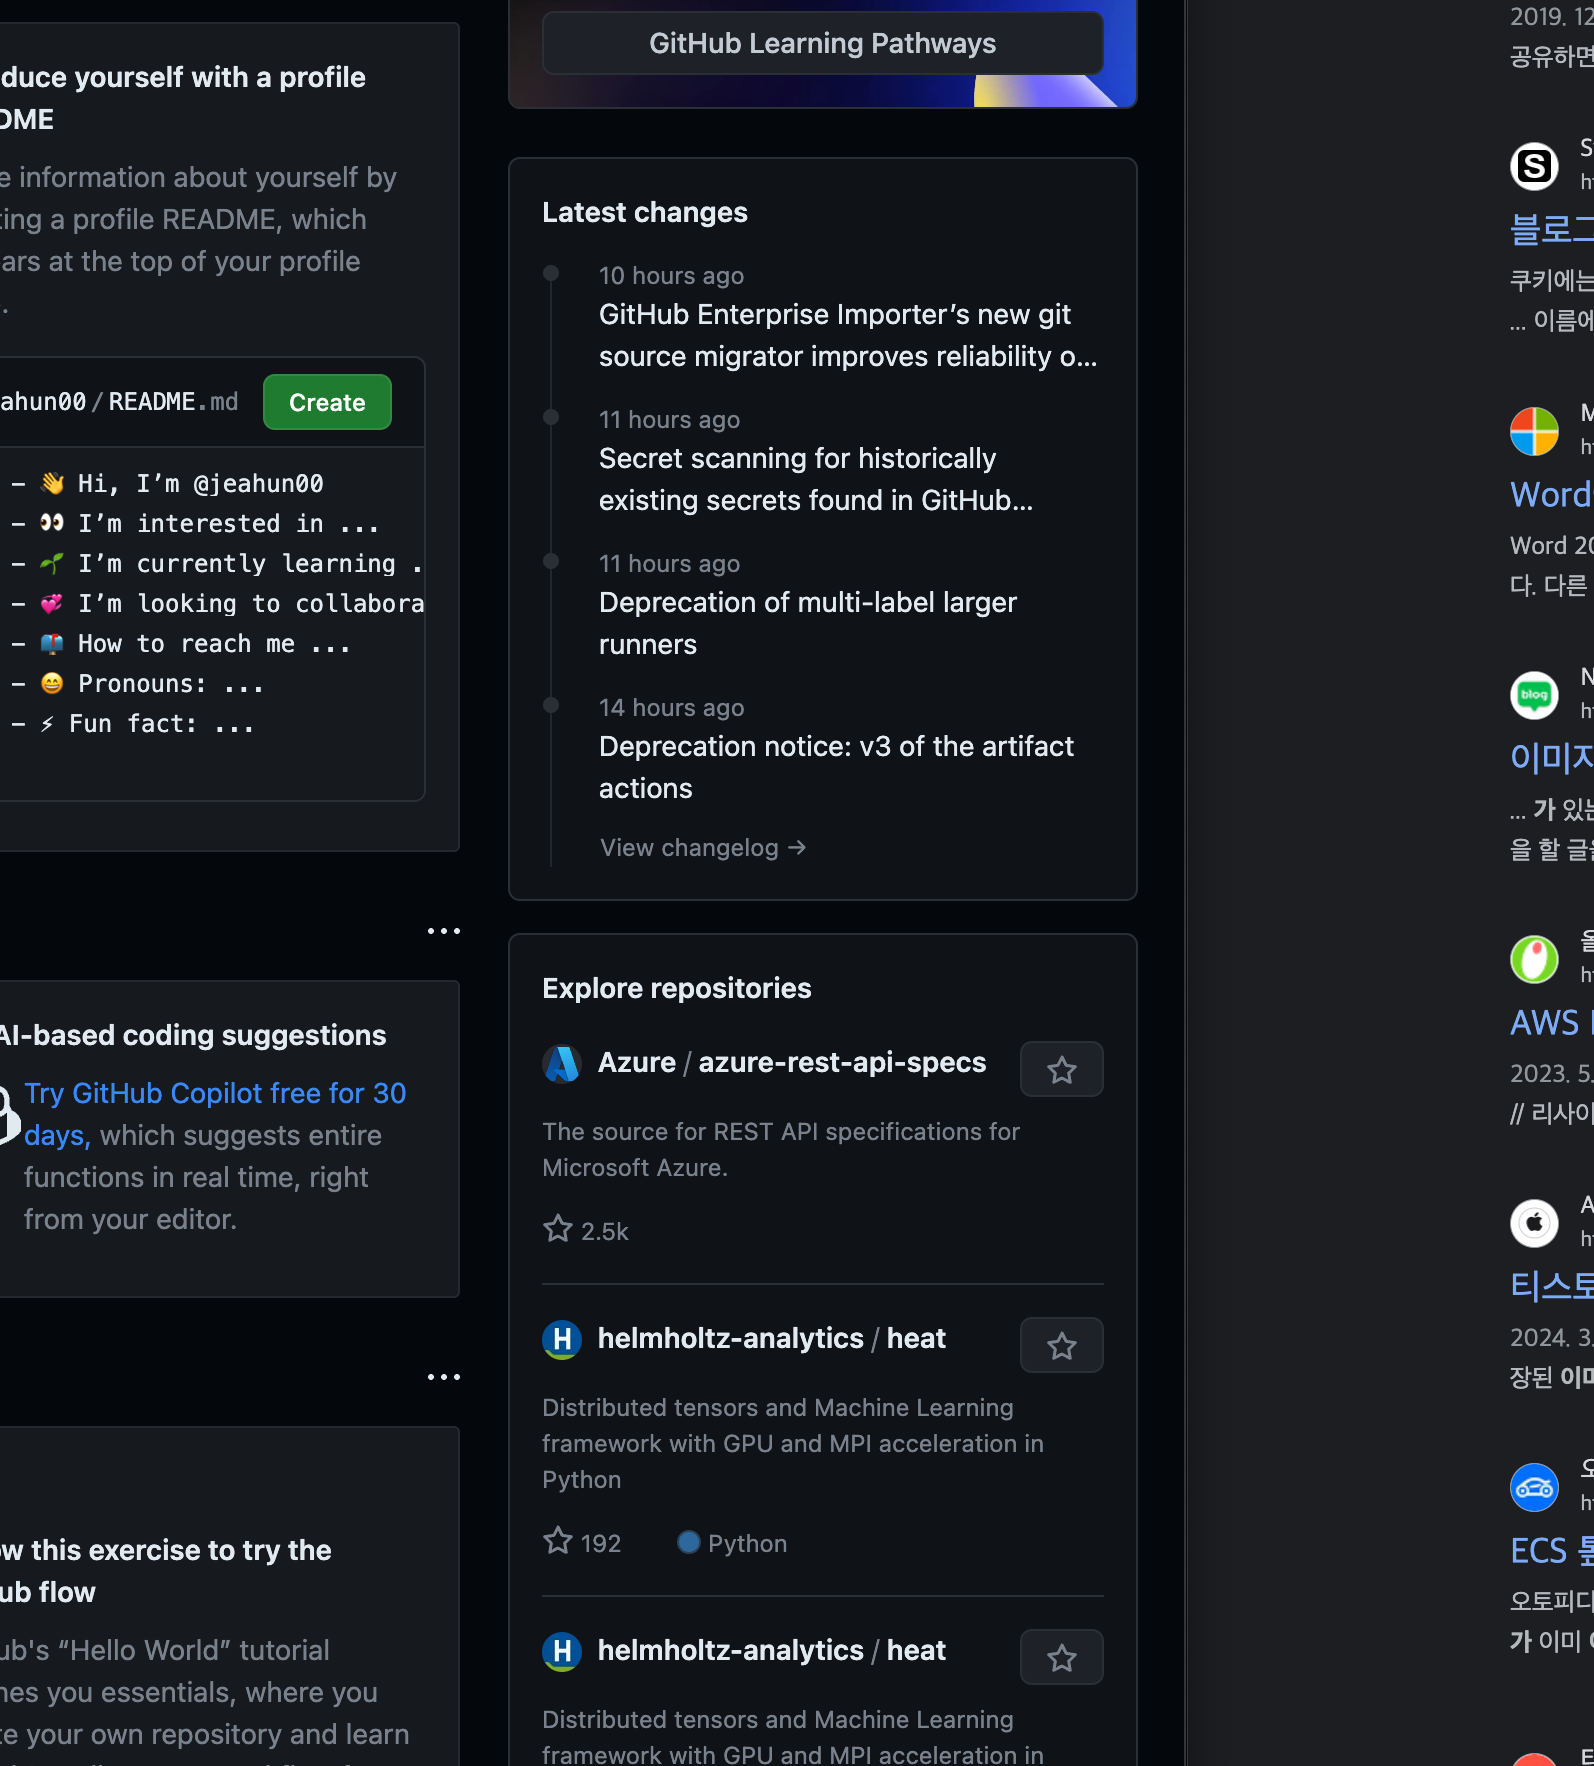 duce yourself with a profile
DME
e information about yourself by
ting a profile README, which
ars at the top of your profile
.
ahun00/README.md
Create
- 👋 Hi, I’m @jeahun00
- 👀 I’m interested in ...
- 🌱 I’m currently learning .
- 💞️ I’m looking to collabora
- 📫 How to reach me ...
- 😄 Pronouns: ...
- ⚡ Fun fact: ...
AI-based coding suggestions
Try GitHub Copilot free for 30
days, which suggests entire
functions in real time, right
from your editor.
ow this exercise to try the
ub flow
ub's “Hello World” tutorial
hes you essentials, where you
te your own repository and learn
GitHub Learning Pathways
Latest changes
10 hours ago
GitHub Enterprise Importer’s new git
source migrator improves reliability o...
11 hours ago
Secret scanning for historically
existing secrets found in GitHub...
11 hours ago
Deprecation of multi-label larger
runners
14 hours ago
Deprecation notice: v3 of the artifact
actions
View changelog →
Explore repositories
Azure / azure-rest-api-specs
The source for REST API specifications for
Microsoft Azure.
2.5k
helmholtz-analytics / heat
Distributed tensors and Machine Learning
framework with GPU and MPI acceleration in
Python
192 Python
helmholtz-analytics / heat
Distributed tensors and Machine Learning
framework with GPU and MPI acceleration in
2019. 12
공유하면
블로그
쿠키에는
... 이름에
Word
Word 20
다. 다른
blog
이미지
... 가 있는
을 할 글
AWS
2023. 5.
// 리사이
티스토
2024. 3.
장된 이미
ECS
오토피디
가 이미